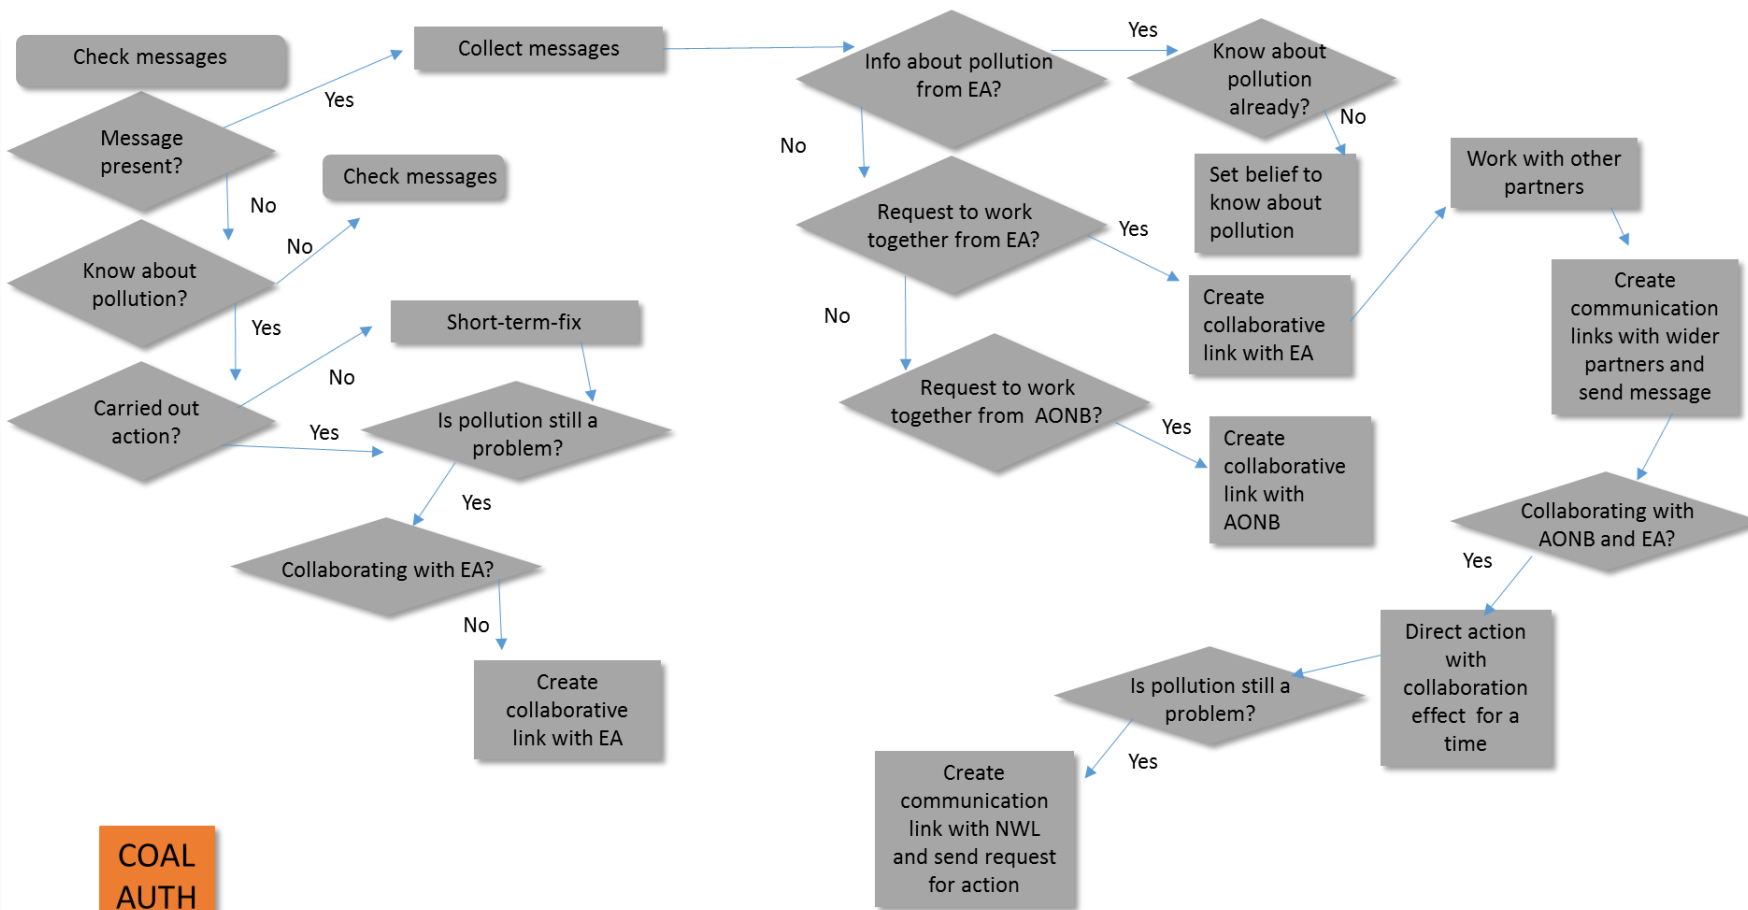 Check messages
Message
present?
Yes
No
Know about
pollution?
No
Check messages
Yes
Carried out
action?
No
Short-term-fix
Yes
Is pollution still a
problem?
Yes
Collaborating with EA?
No
Create
collaborative
link with EA
COAL
AUTH
Collect messages
Info about pollution
from EA?
Yes
Know about
pollution
already?
No
Set belief to
know about
pollution
No
Request to work
together from EA?
Yes
Create
collaborative
link with EA
No
Request to work
together from AONB?
Yes
Create
collaborative
link with
AONB
Work with other
partners
Create
communication
links with wider
partners and
send message
Collaborating with
AONB and EA?
Yes
Direct action
with
collaboration
effect for a
time
Is pollution still a
problem?
Yes
Create
communication
link with NWL
and send request
for action